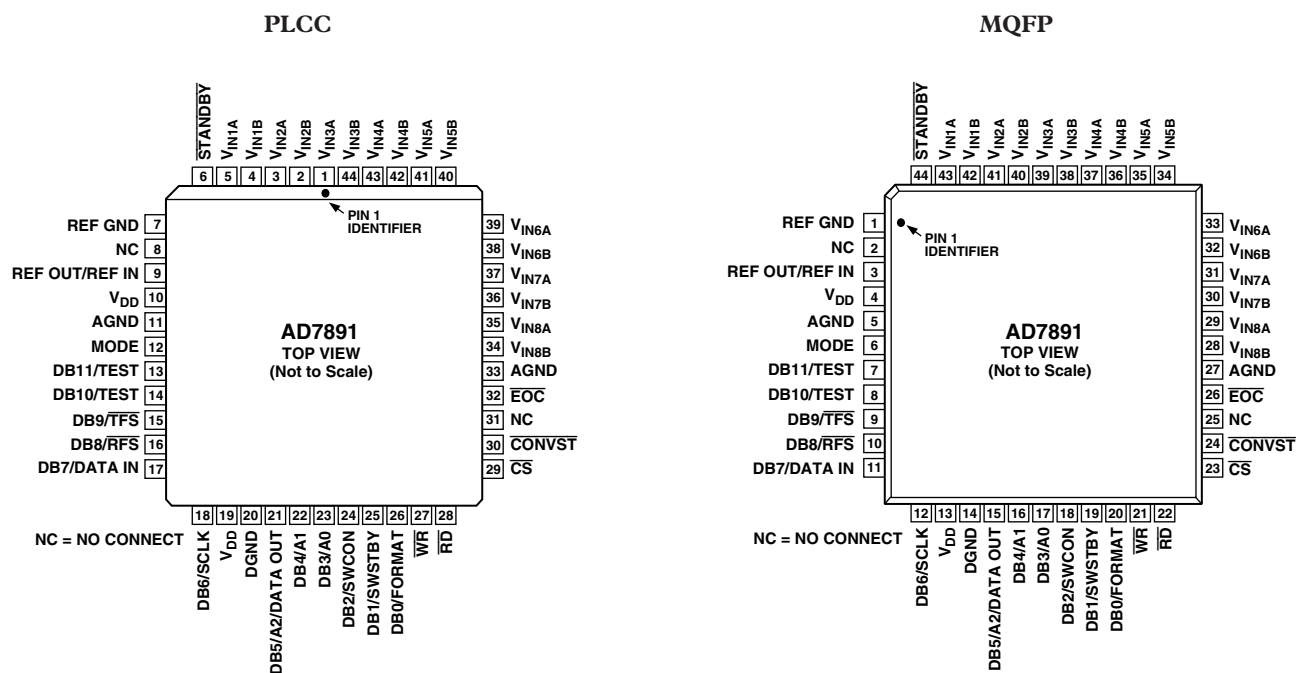 PLCC
STANDBY
VIN1A
VIN1B
VIN2A
VIN2B
VIN3A
VIN3B
VIN4A
VIN4B
VIN5A
VIN5B
6 5 4 3 2 1 44 43 42 41 40
PIN 1
IDENTIFIER
REF GND 7
NC 8
REF OUT/REF IN 9
VDD 10
AGND 11
MODE 12
DB11/TEST 13
DB10/TEST 14
DB9/TFS 15
DB8/RFS 16
DB7/DATA IN 17
AD7891
TOP VIEW
(Not to Scale)
39 VIN6A
38 VIN6B
37 VIN7A
36 VIN7B
35 VIN8A
34 VIN8B
33 AGND
32 EOC
31 NC
30 CONVST
29 CS
18 19 20 21 22 23 24 25 26 27 28
NC = NO CONNECT
DB6/SCLK
VDD
DGND
DB5/A2/DATA OUT
DB4/A1
DB3/A0
DB2/SWCON
DB1/SWSTBY
DB0/FORMAT
WR
RD
MQFP
STANDBY
VIN1A
VIN1B
VIN2A
VIN2B
VIN3A
VIN3B
VIN4A
VIN4B
VIN5A
VIN5B
44 43 42 41 40 39 38 37 36 35 34
PIN 1
IDENTIFIER
REF GND 1
NC 2
REF OUT/REF IN 3
VDD 4
AGND 5
MODE 6
DB11/TEST 7
DB10/TEST 8
DB9/TFS 9
DB8/RFS 10
DB7/DATA IN 11
AD7891
TOP VIEW
(Not to Scale)
33 VIN6A
32 VIN6B
31 VIN7A
30 VIN7B
29 VIN8A
28 VIN8B
27 AGND
26 EOC
25 NC
24 CONVST
23 CS
12 13 14 15 16 17 18 19 20 21 22
DB6/SCLK
VDD
DGND
DB5/A2/DATA OUT
DB4/A1
DB3/A0
DB2/SWCON
DB1/SWSTBY
DB0/FORMAT
WR
RD